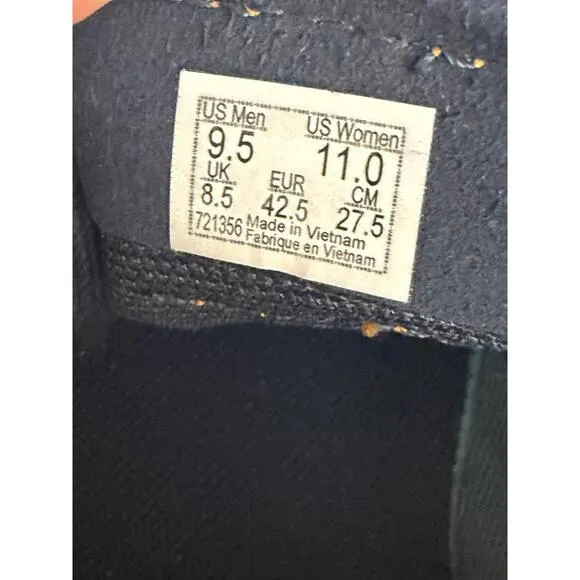 US Men US Women
9.5 11.0
UK EUR CM
8.5 42.5 27.5
721356 Made in Vietnam
Fabrique en Vietnam